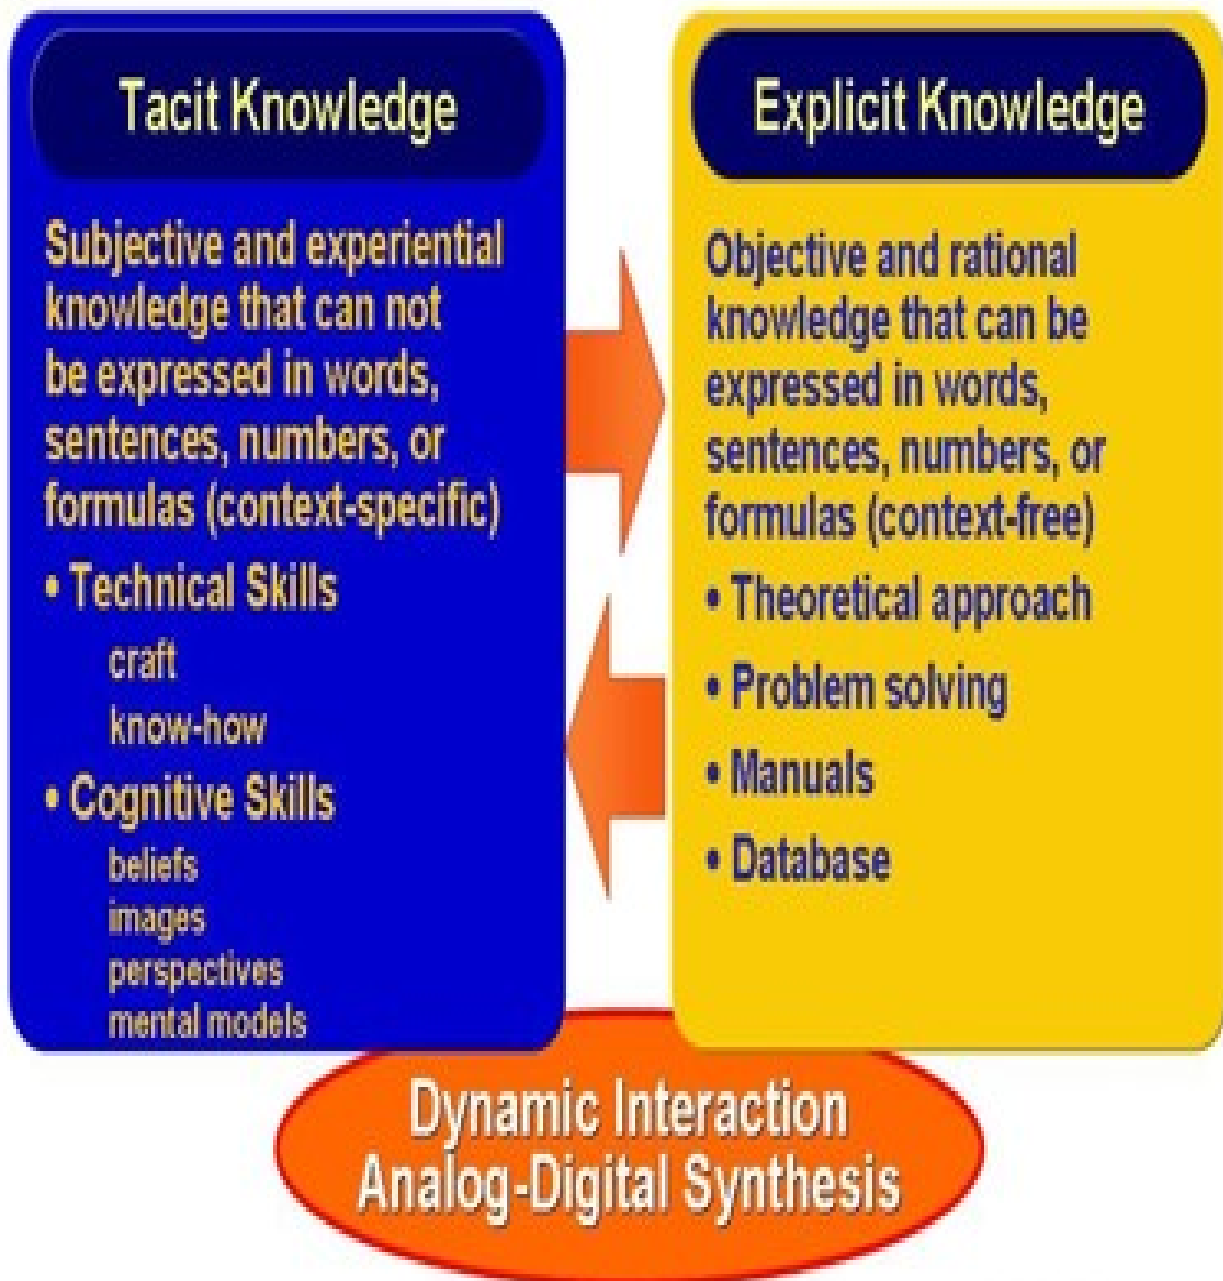 Tacit Knowledge
Subjective and experiential
knowledge that can not
be expressed in words,
sentences, numbers, or
formulas (context-specific)
• Technical Skills
craft
know-how
• Cognitive Skills
beliefs
images
perspectives
mental models
Explicit Knowledge
Objective and rational
knowledge that can be
expressed in words,
sentences, numbers, or
formulas (context-free)
• Theoretical approach
• Problem solving
• Manuals
• Database
Dynamic Interaction
Analog-Digital Synthesis